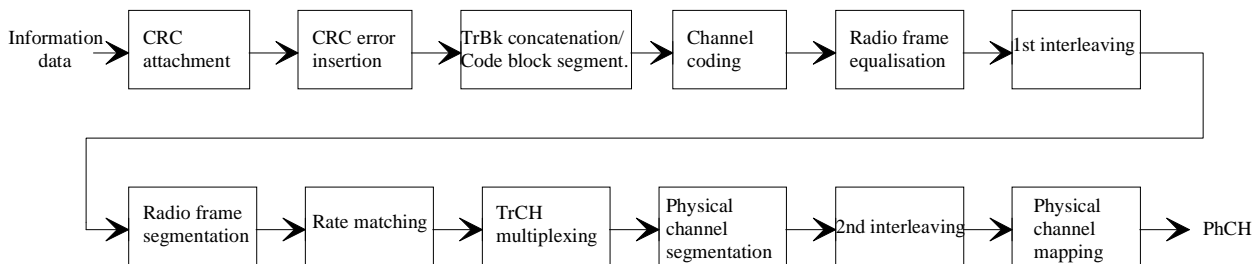 Information
data
CRC
attachment
CRC error
insertion
TrBk concatenation/
Code block segment.
Channel
coding
Radio frame
equalisation
1st interleaving
Radio frame
segmentation
Rate matching
TrCH
multiplexing
Physical
channel
segmentation
2nd interleaving
Physical
channel
mapping
PhCH